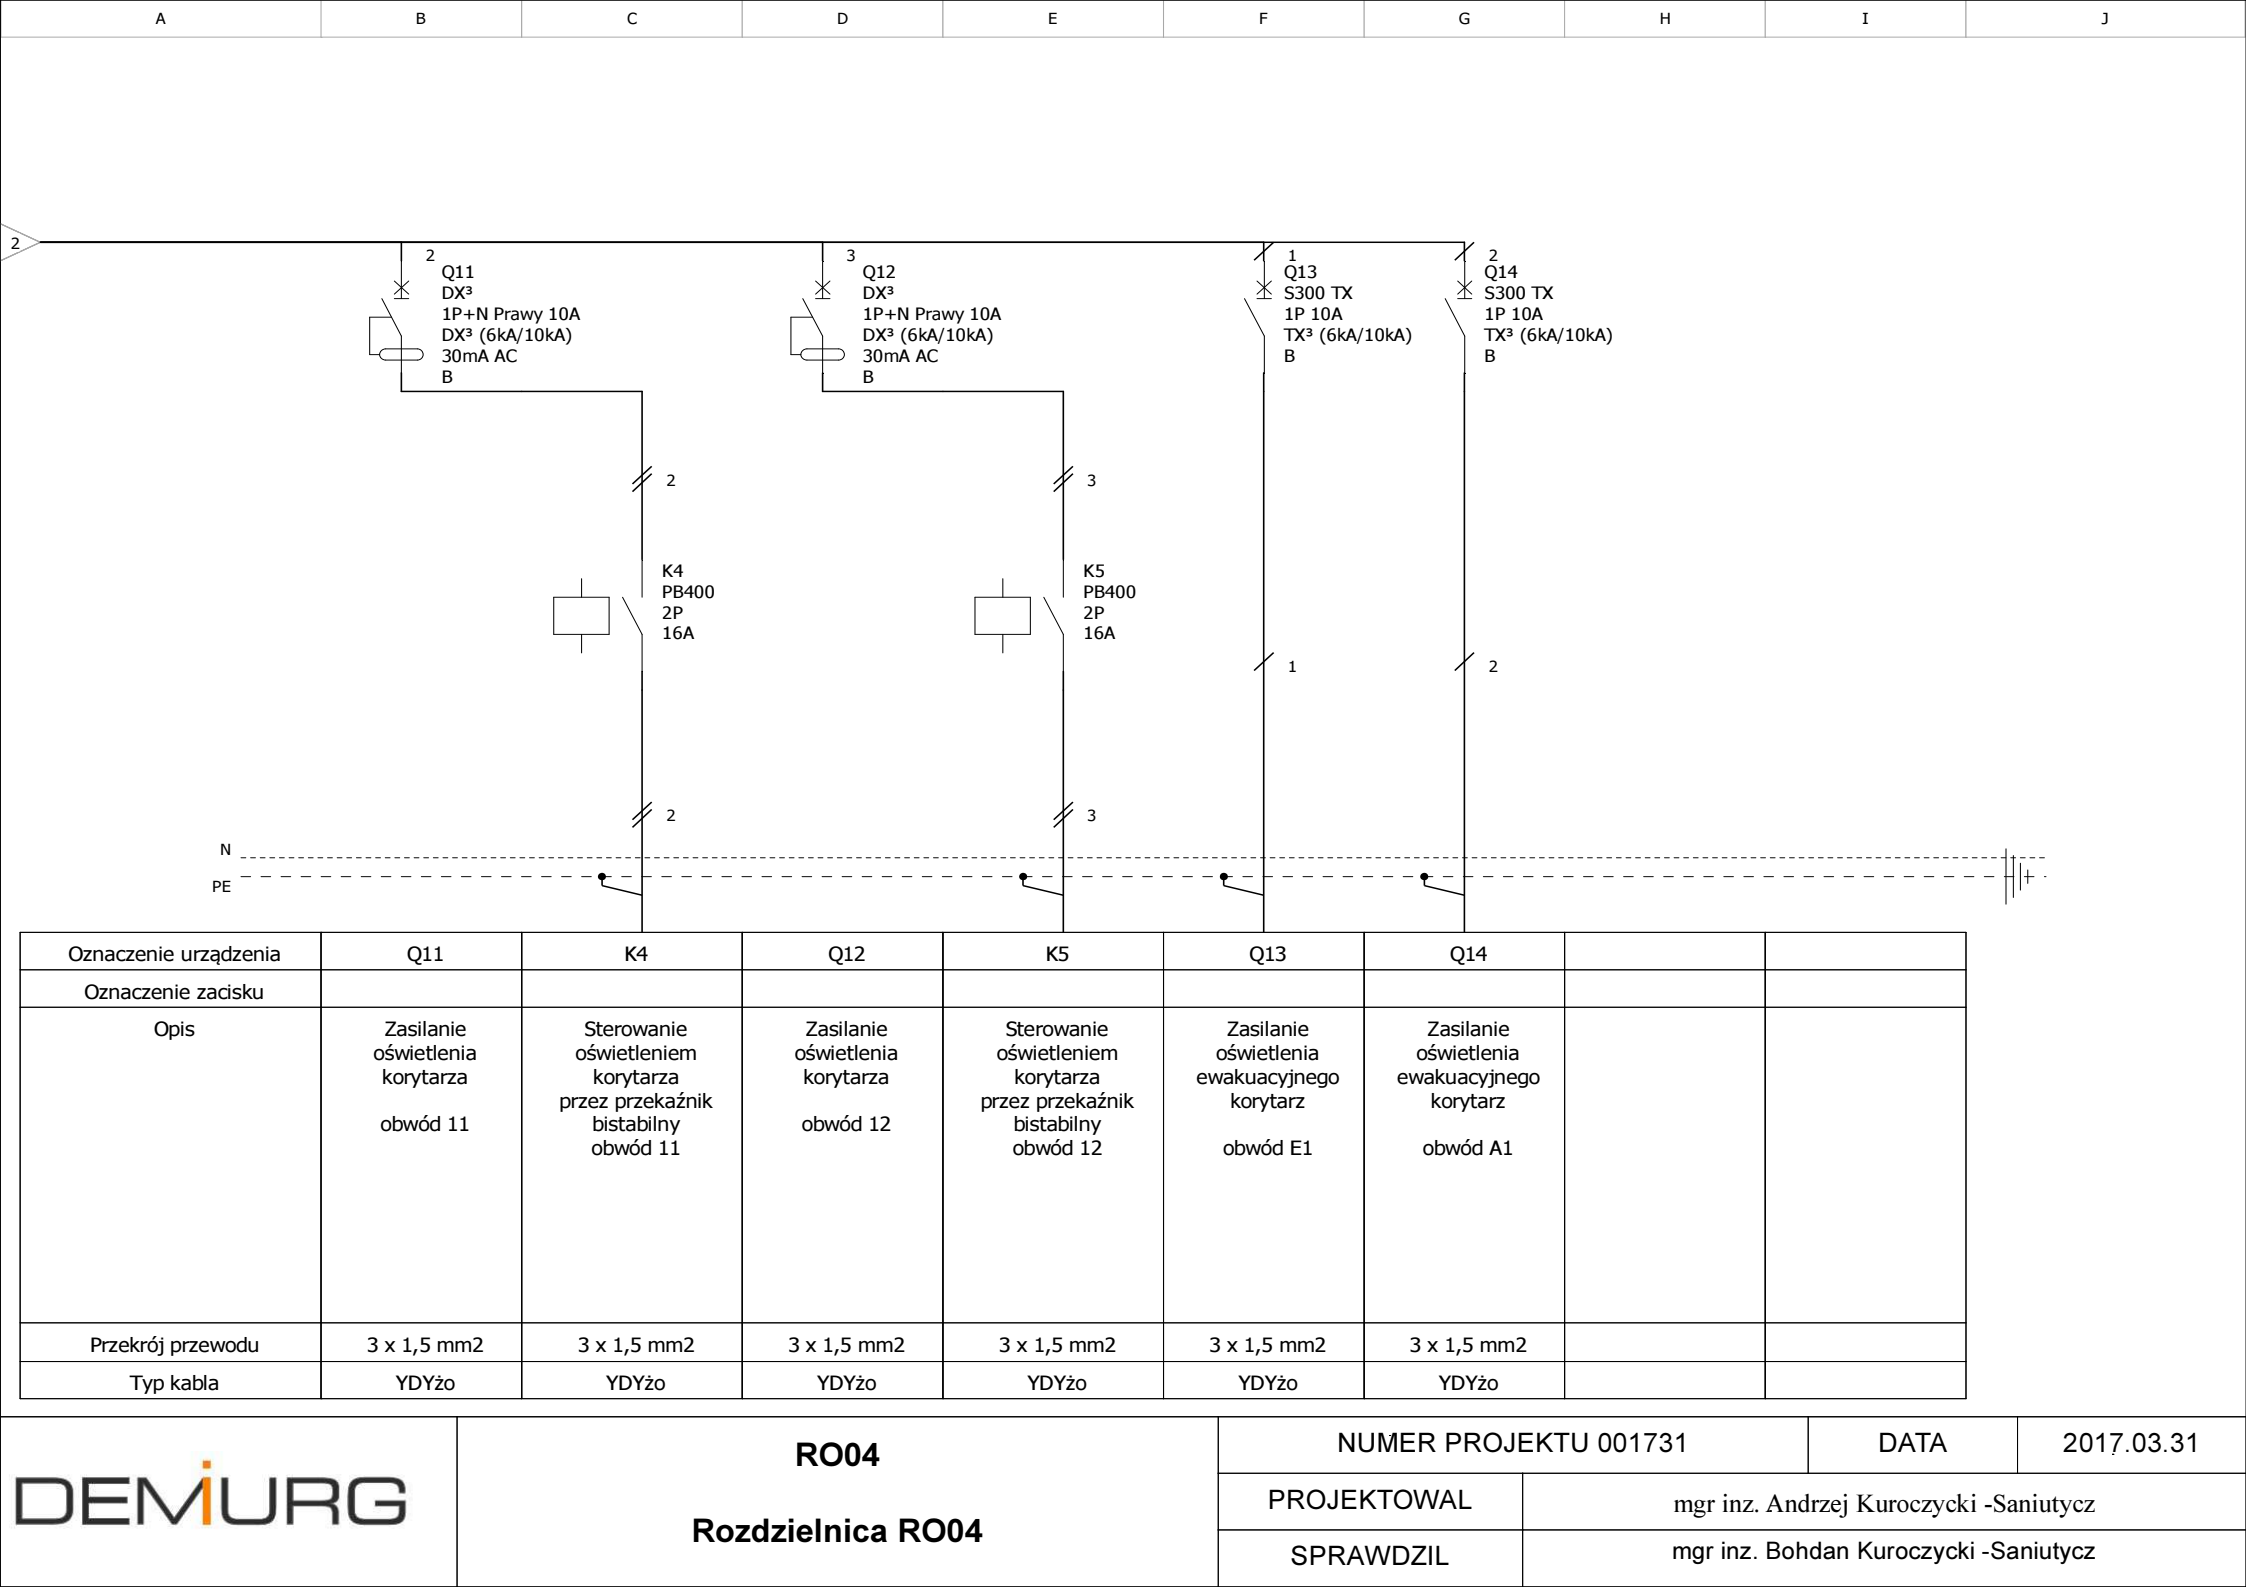 A B C D E F G H I J
2
2
Q11
DX³
1P+N Prawy 10A
DX³ (6kA/10kA)
30mA AC
B
3
Q12
DX³
1P+N Prawy 10A
DX³ (6kA/10kA)
30mA AC
B
1
Q13
S300 TX
1P 10A
TX³ (6kA/10kA)
B
2
Q14
S300 TX
1P 10A
TX³ (6kA/10kA)
B
2
3
K4
PB400
2P
16A
K5
PB400
2P
16A
1
2
2
3
N
PE
Oznaczenie urządzenia Q11 K4 Q12 K5 Q13 Q14
Oznaczenie zacisku
Opis
Zasilanie
oświetlenia
korytarza
obwód 11
Sterowanie
oświetleniem
korytarza
przez przekaźnik
bistabilny
obwód 11
Zasilanie
oświetlenia
korytarza
obwód 12
Sterowanie
oświetleniem
korytarza
przez przekaźnik
bistabilny
obwód 12
Zasilanie
oświetlenia
ewakuacyjnego
korytarz
obwód E1
Zasilanie
oświetlenia
ewakuacyjnego
korytarz
obwód A1
Przekrój przewodu 3 x 1,5 mm2 3 x 1,5 mm2 3 x 1,5 mm2 3 x 1,5 mm2 3 x 1,5 mm2 3 x 1,5 mm2
Typ kabla YDYżo YDYżo YDYżo YDYżo YDYżo YDYżo
DEMIURG
RO04
Rozdzielnica RO04
NUMER PROJEKTU 001731 DATA 2017.03.31
PROJEKTOWAL mgr inz. Andrzej Kuroczycki -Saniutycz
SPRAWDZIL mgr inz. Bohdan Kuroczycki -Saniutycz